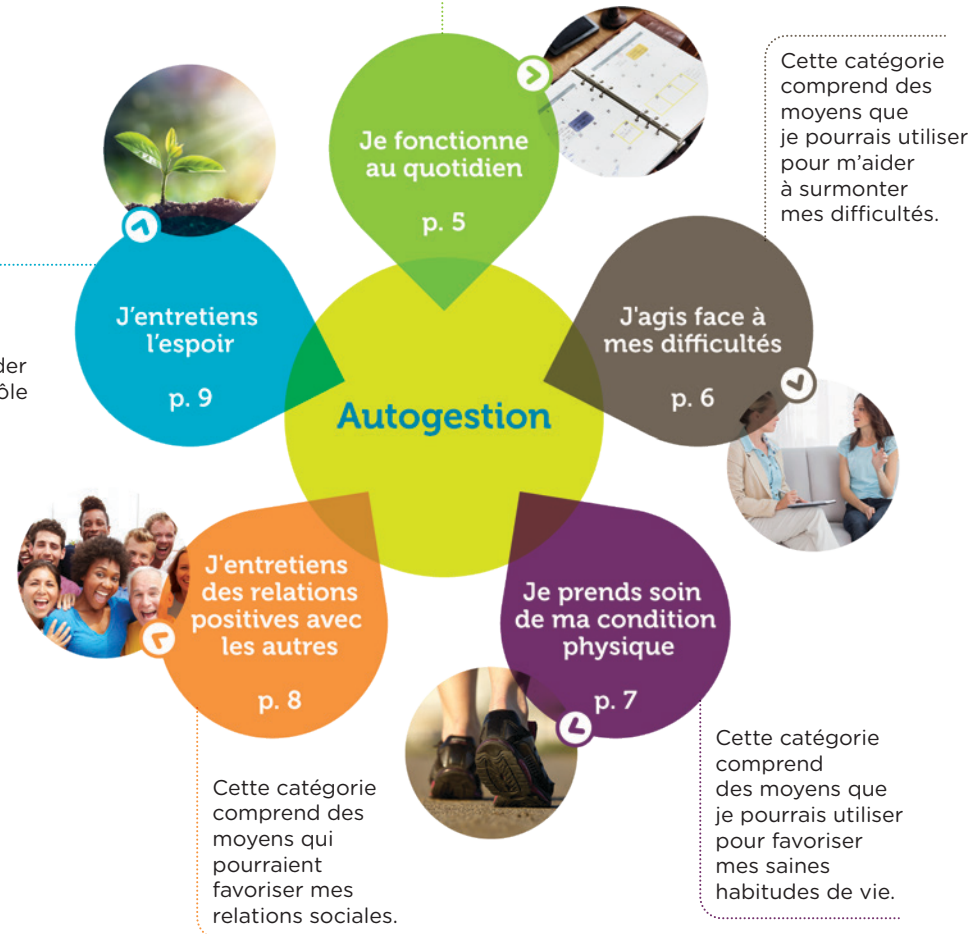 Je fonctionne
au quotidien
p. 5
Cette catégorie
comprend des
moyens que
je pourrais utiliser
pour m’aider
à surmonter
mes difficultés.
J'agis face à
mes difficultés
p. 6
J’entretiens
l’espoir
p. 9
der
ôle
Autogestion
J'entretiens
des relations
positives avec
les autres
p. 8
Je prends soin
de ma condition
physique
p. 7
Cette catégorie
comprend des
moyens qui
pourraient
favoriser mes
relations sociales.
Cette catégorie
comprend
des moyens que
je pourrais utiliser
pour favoriser
mes saines
habitudes de vie.